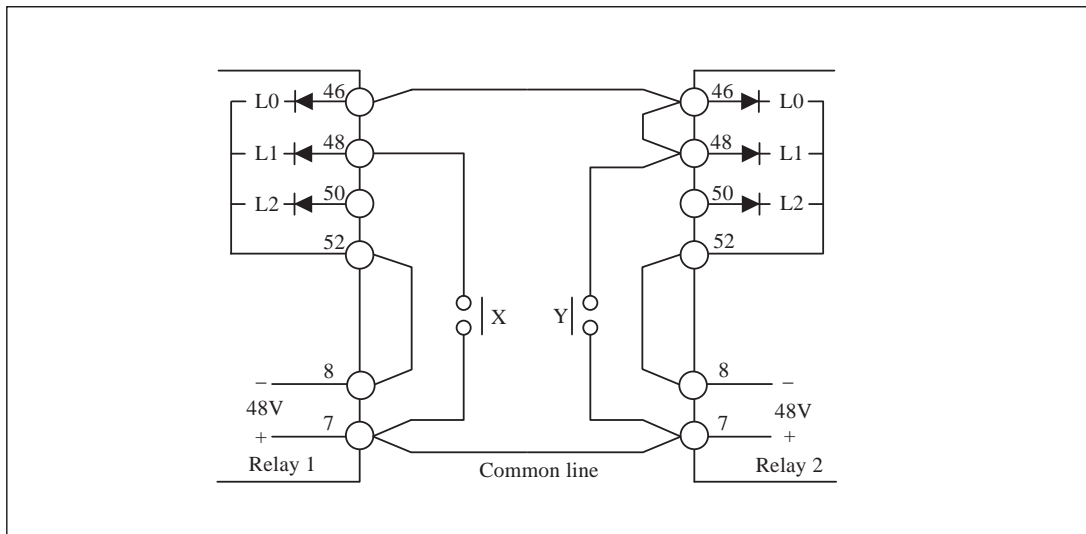 L0 46 46 L0
L1 48 48 L1
L2 50 50 L2
52 52
X Y
− 8 8 −
48V 48V
+ 7 7 +
Relay 1 Common line Relay 2